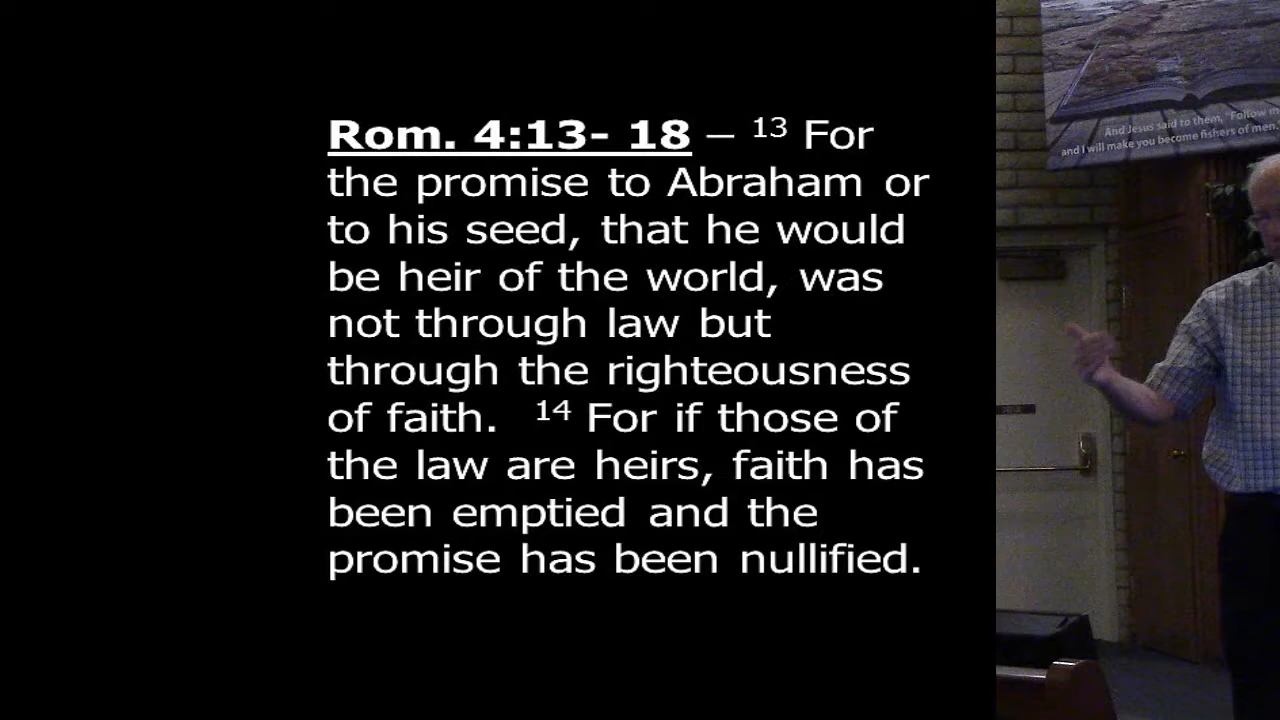 Rom. 4:13- 18 – 13 For
the promise to Abraham or
to his seed, that he would
be heir of the world, was
not through law but
through the righteousness
of faith. 14 For if those of
the law are heirs, faith has
been emptied and the
promise has been nullified.
And Jesus said to them, "Follow
and I will make you become fishers of men